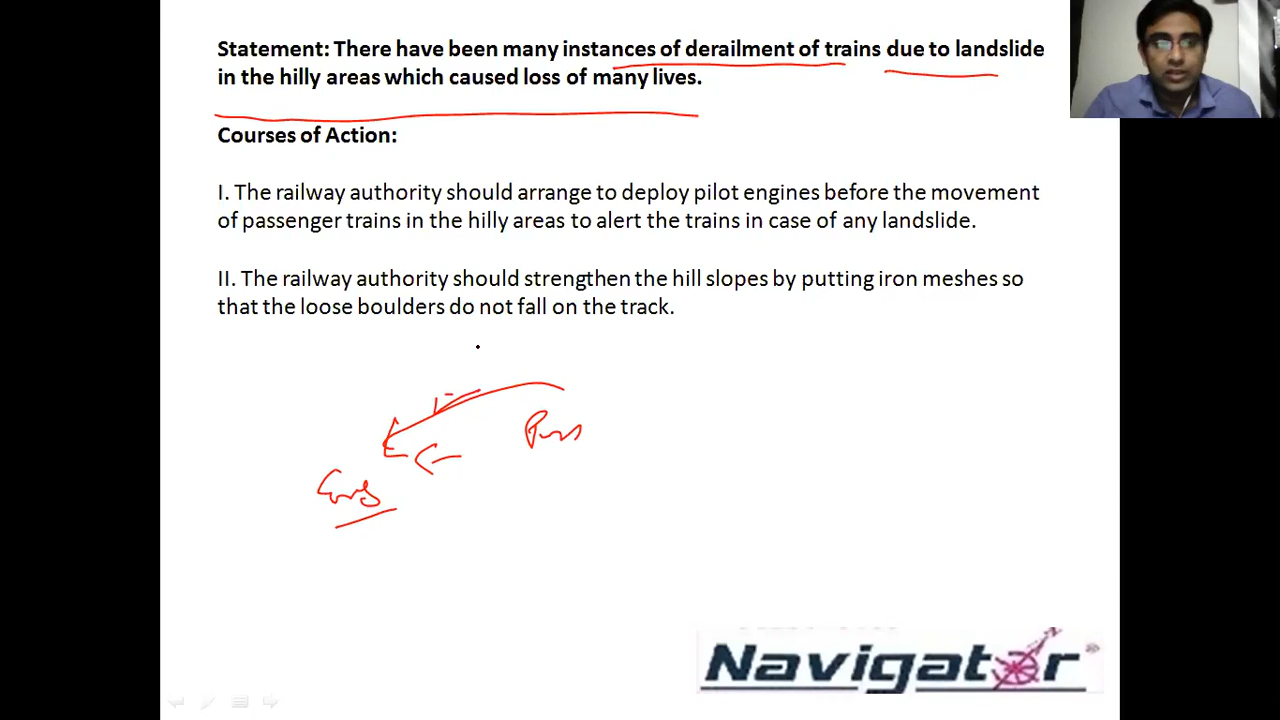 Statement: There have been many instances of derailment of trains due to landslide
in the hilly areas which caused loss of many lives.
Courses of Action:
I. The railway authority should arrange to deploy pilot engines before the movement
of passenger trains in the hilly areas to alert the trains in case of any landslide.
II. The railway authority should strengthen the hill slopes by putting iron meshes so
that the loose boulders do not fall on the track.
Pass
Navigator